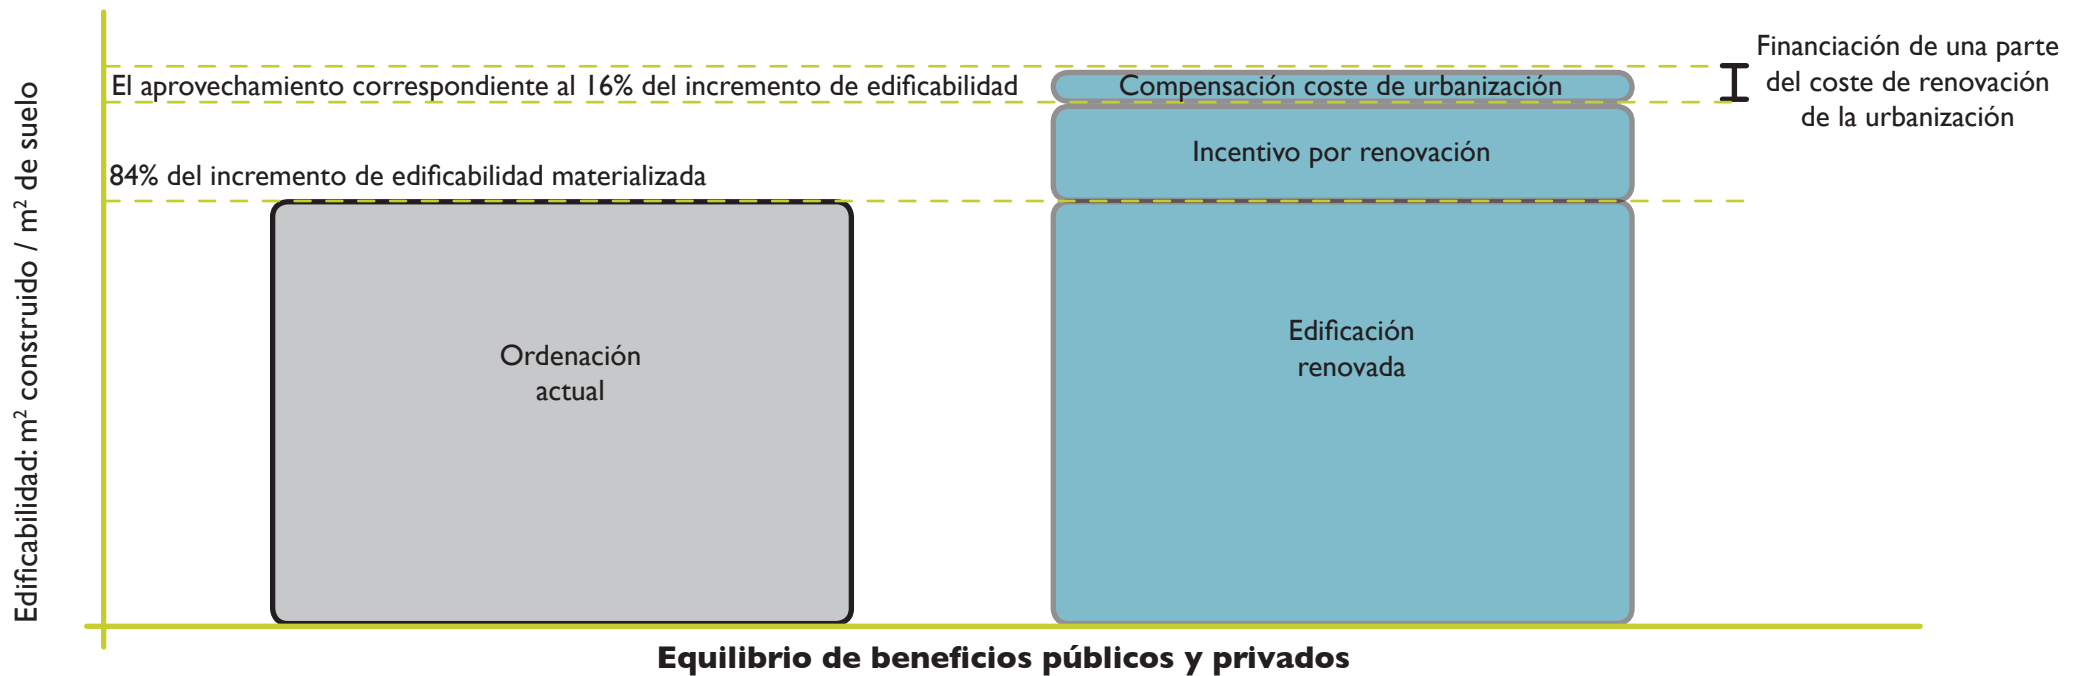 Financiación de una parte
del coste de renovación
de la urbanización
El aprovechamiento correspondiente al 16% del incremento de edificabilidad
Compensación coste de urbanización
Incentivo por renovación
84% del incremento de edificabilidad materializada
Edificabilidad: m² construido / m² de suelo
Ordenación
actual
Edificación
renovada
Equilibrio de beneficios públicos y privados